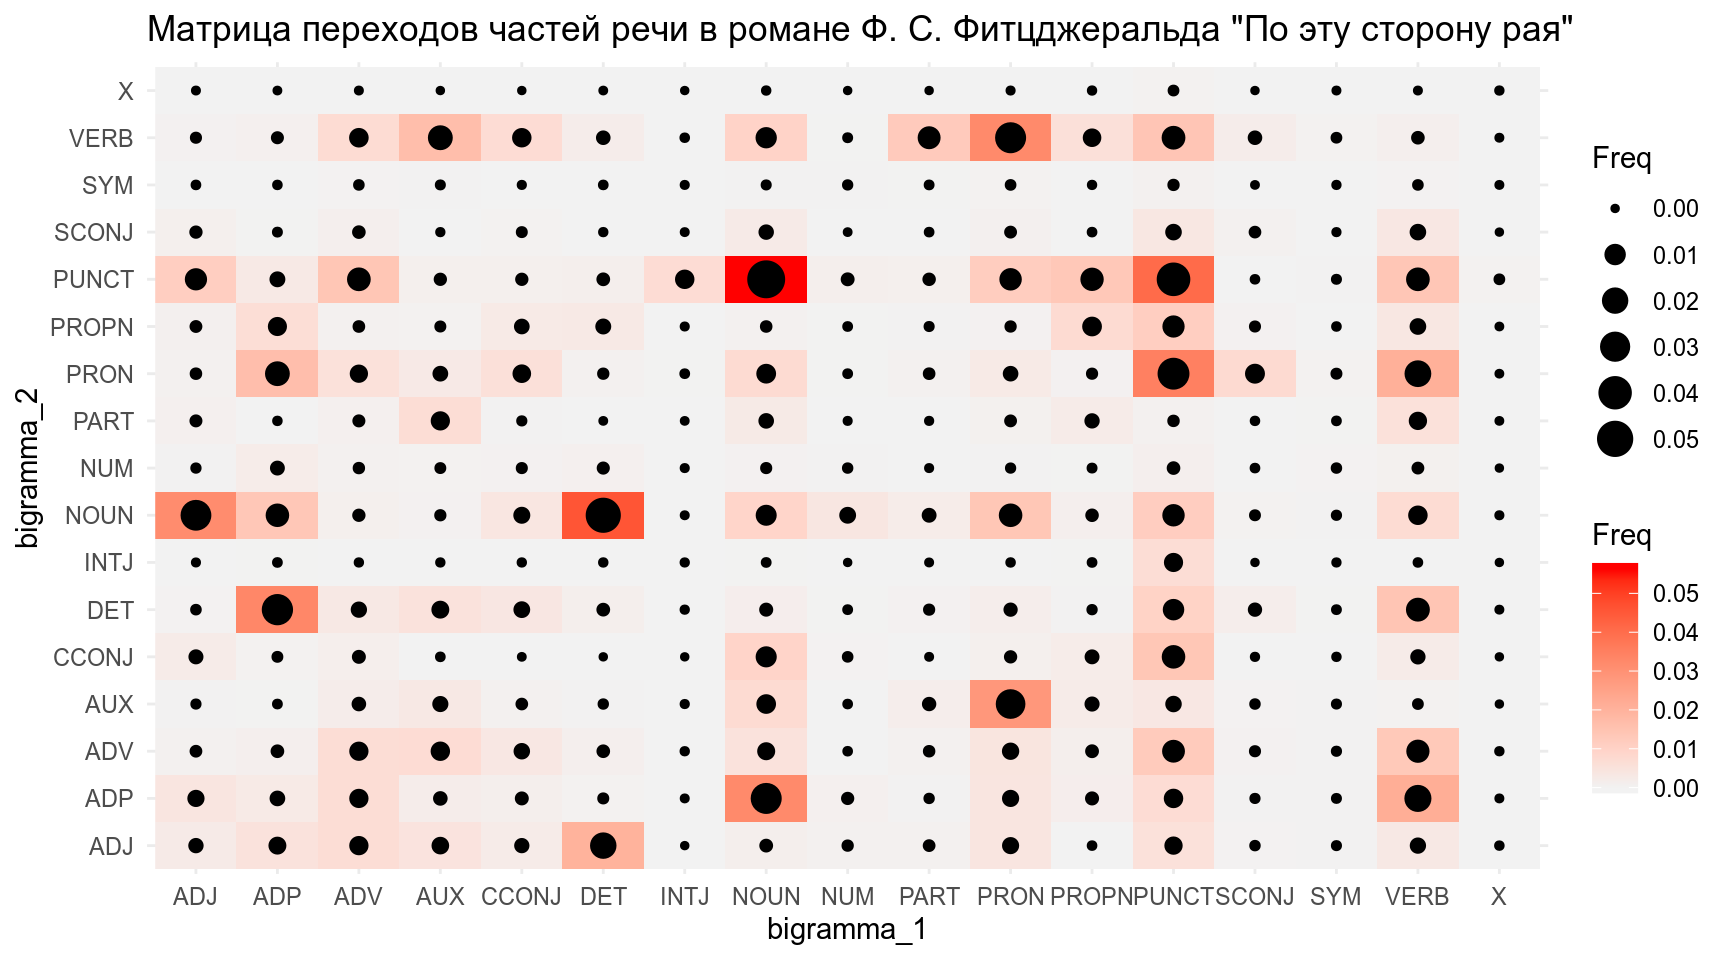 Матрица переходов частей речи в романе Ф. С. Фитцджеральда "По эту сторону рая"
X
VERB
SYM
SCONJ
PUNCT
PROPN
PRON
PART
NUM
NOUN
INTJ
DET
CCONJ
AUX
ADV
ADP
ADJ
bigramma_2
ADJ ADP ADV AUX CCONJ DET INTJ NOUN NUM PART PRON PROPN PUNCT SCONJ SYM VERB X
bigramma_1
Freq
0.00
0.01
0.02
0.03
0.04
0.05
Freq
0.05
0.04
0.03
0.02
0.01
0.00